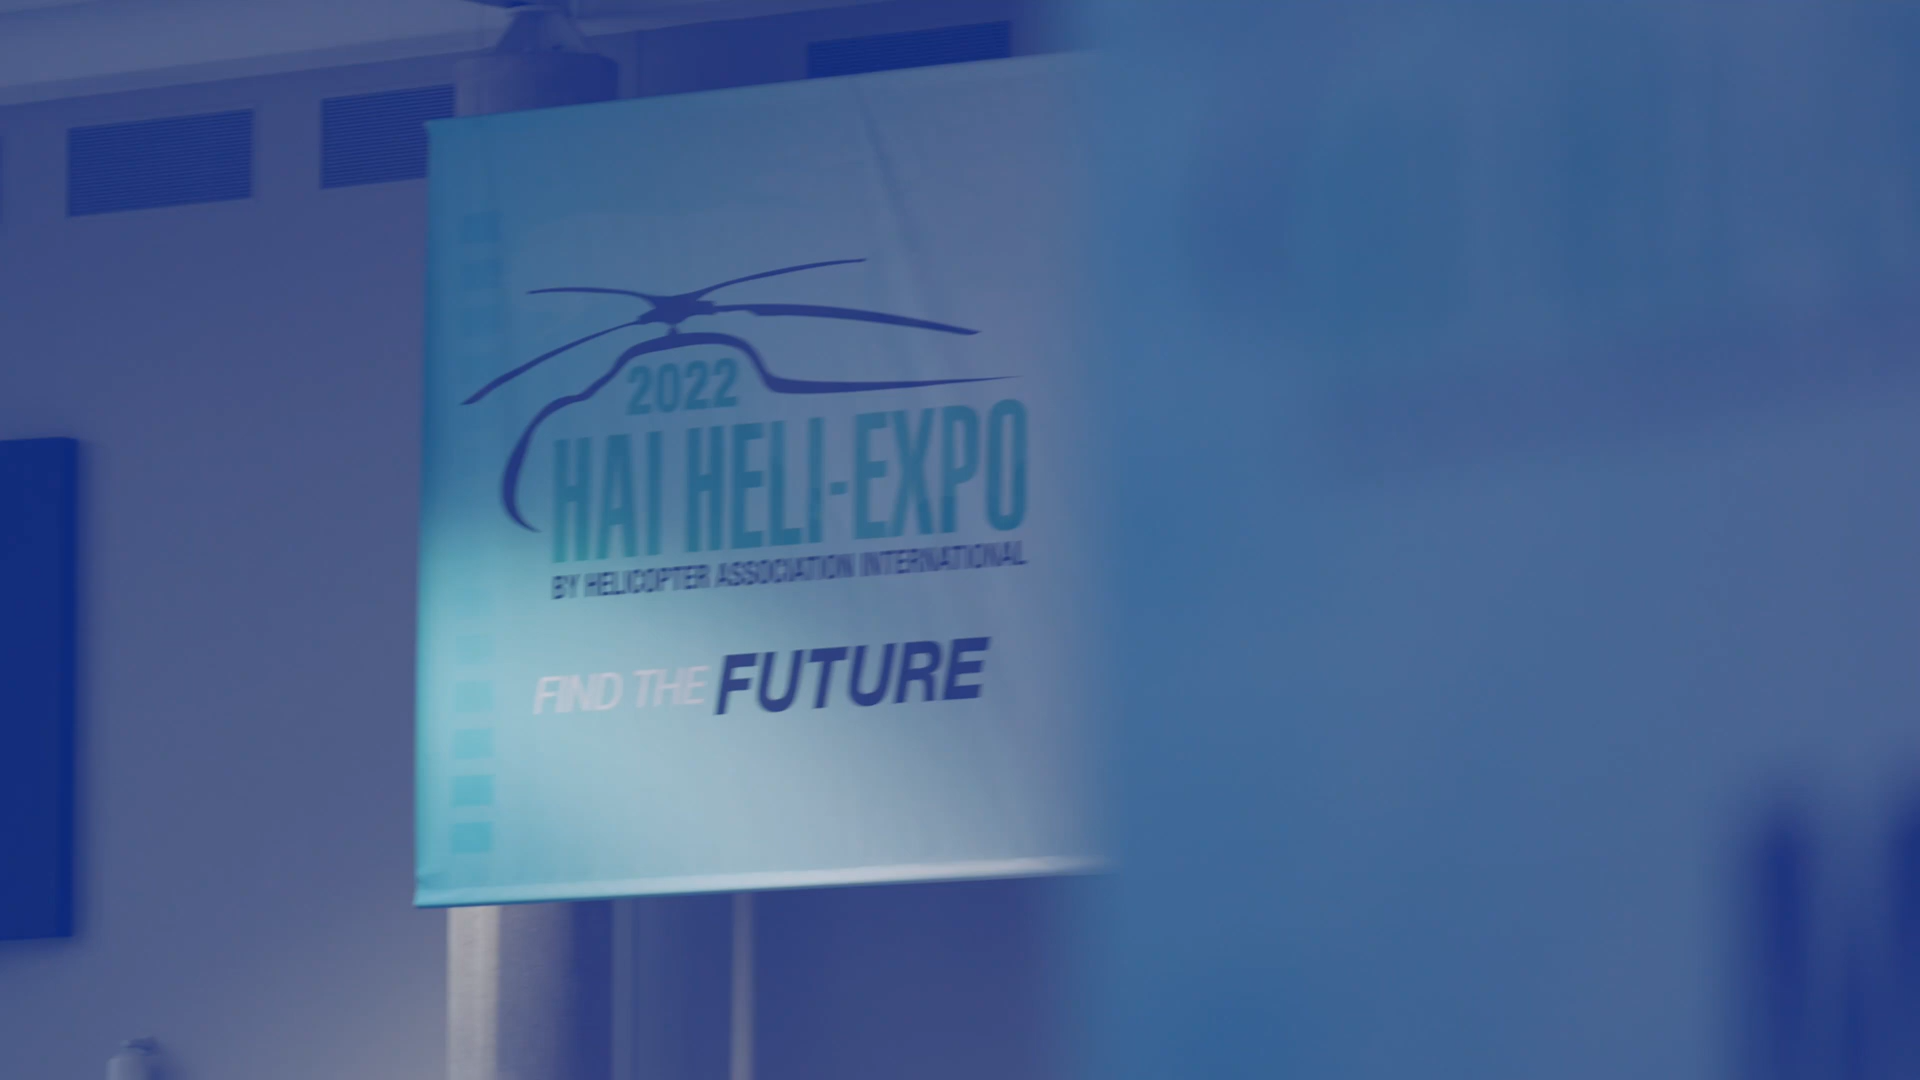 2022
HAI HELI-EXPO
BY HELICOPTER ASSOCIATION INTERNATIONAL
FIND THE FUTURE